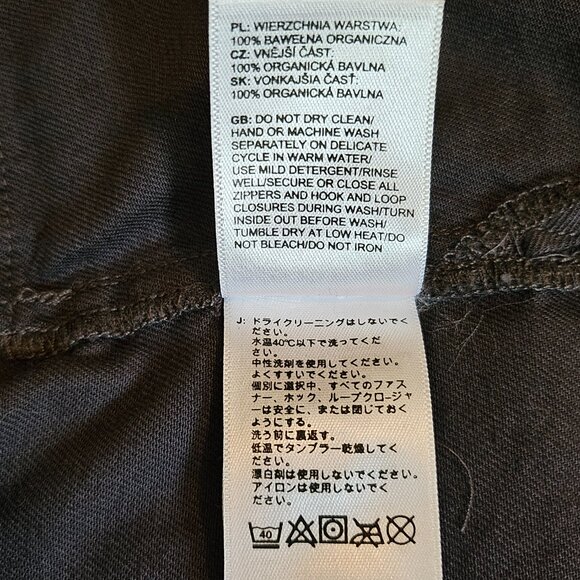 PL: WIERZCHNIA WARSTWA:
100% BAWEŁNA ORGANICZNA
CZ: VNĚJŠÍ ČÁST:
100% ORGANICKÁ BAVLNA
SK: VONKAJŠIA ČASŤ:
100% ORGANICKÁ BAVLNA
GB: DO NOT DRY CLEAN/
HAND OR MACHINE WASH
SEPARATELY ON DELICATE
CYCLE IN WARM WATER/
USE MILD DETERGENT/RINSE
WELL/SECURE OR CLOSE ALL
ZIPPERS AND HOOK AND LOOP
CLOSURES DURING WASH/TURN
INSIDE OUT BEFORE WASH/
TUMBLE DRY AT LOW HEAT/DO
NOT BLEACH/DO NOT IRON
J: ドライクリーニングはしないでく
ださい。
水温40℃以下で洗ってくだ
さい。
中性洗剤を使用してください。
よくすすいでください。
個別に選択中、すべてのファス
ナー、ホック、ループクロージャ
ーは安全に、または閉じておく
ようにする。
洗う前に裏返す。
低温でタンブラー乾燥してく
ださい。
漂白剤は使用しないでください。
アイロンは使用しないでく
ださい。
40